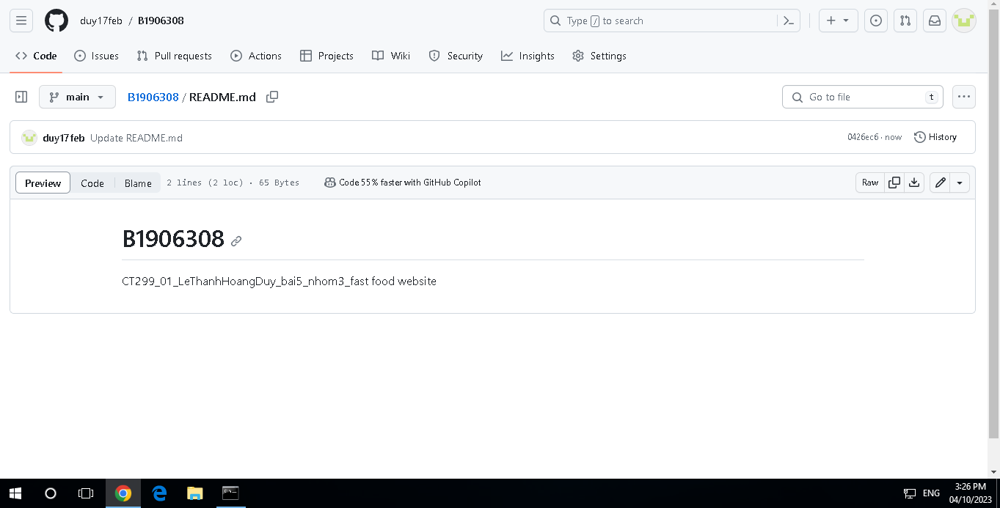 duy17feb / B1906308
Type / to search
Code Issues Pull requests Actions Projects Wiki Security Insights Settings
main B1906308 / README.md
Go to file t
duy17feb Update README.md
0426ec6 · now History
Preview Code Blame 2 lines (2 loc) · 65 Bytes Code 55% faster with GitHub Copilot
Raw
B1906308
CT299_01_LeThanhHoangDuy_bai5_nhom3_fast food website
ENG
3:26 PM
04/10/2023